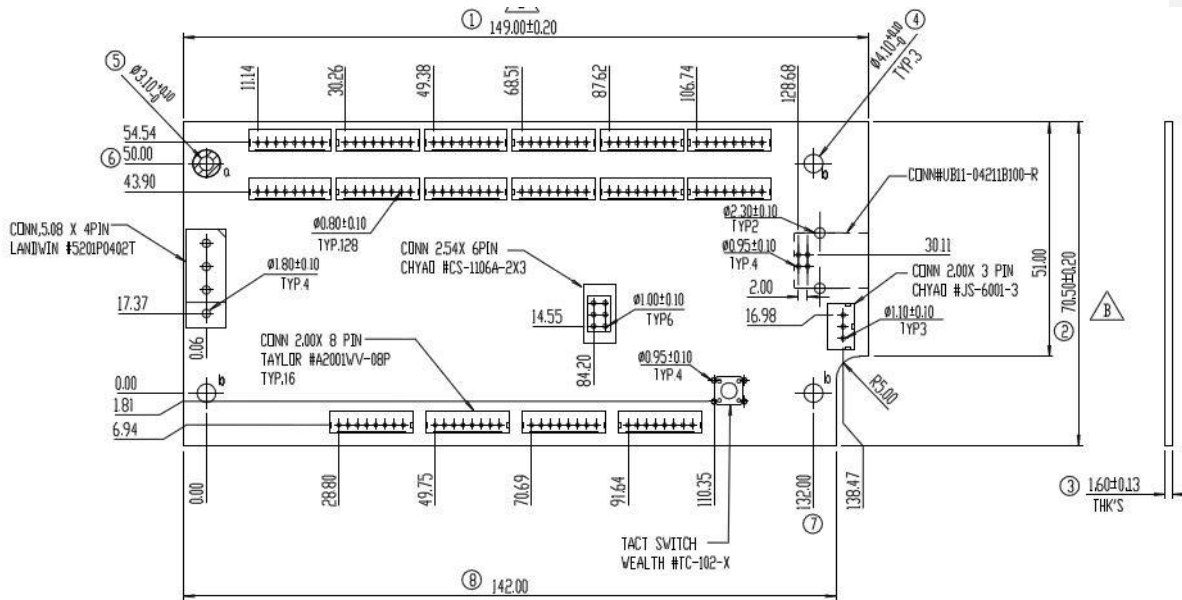 ① 149.00±0.20
④
Ø4.10+0.10-0
TYP.3
⑤
Ø3.10+0.10-0
11.14
30.26
49.38
68.51
87.62
106.74
128.68
54.54
⑥ 50.00
43.90
a
b
CONN#UB11-04211B100-R
CONN,5.08 X 4PIN
LANDWIN #5201P0402T
Ø0.80±0.10
TYP.128
CONN 2.54X 6PIN
CHYAO #CS-1106A-2X3
Ø2.30±0.10
TYP2
Ø0.95±0.10
TYP.4
30.11
51.00
② 70.50±0.20
B
Ø1.80±0.10
TYP.4
2.00
CONN 2.00X 3 PIN
CHYAO #JS-6001-3
17.37
0.06
14.55
Ø1.00±0.10
TYP6
16.98
Ø1.10±0.10
TYP3
CONN 2.00X 8 PIN
TAYLOR #A2001WV-08P
TYP.16
84.20
Ø0.95±0.10
TYP.4
R5.00
0.00
b
b
1.81
6.94
0.00
28.80
49.75
70.69
91.64
110.35
132.00
⑦
138.47
③ 1.60±0.13
THK'S
TACT SWITCH
WEALTH #TC-102-X
⑧ 142.00